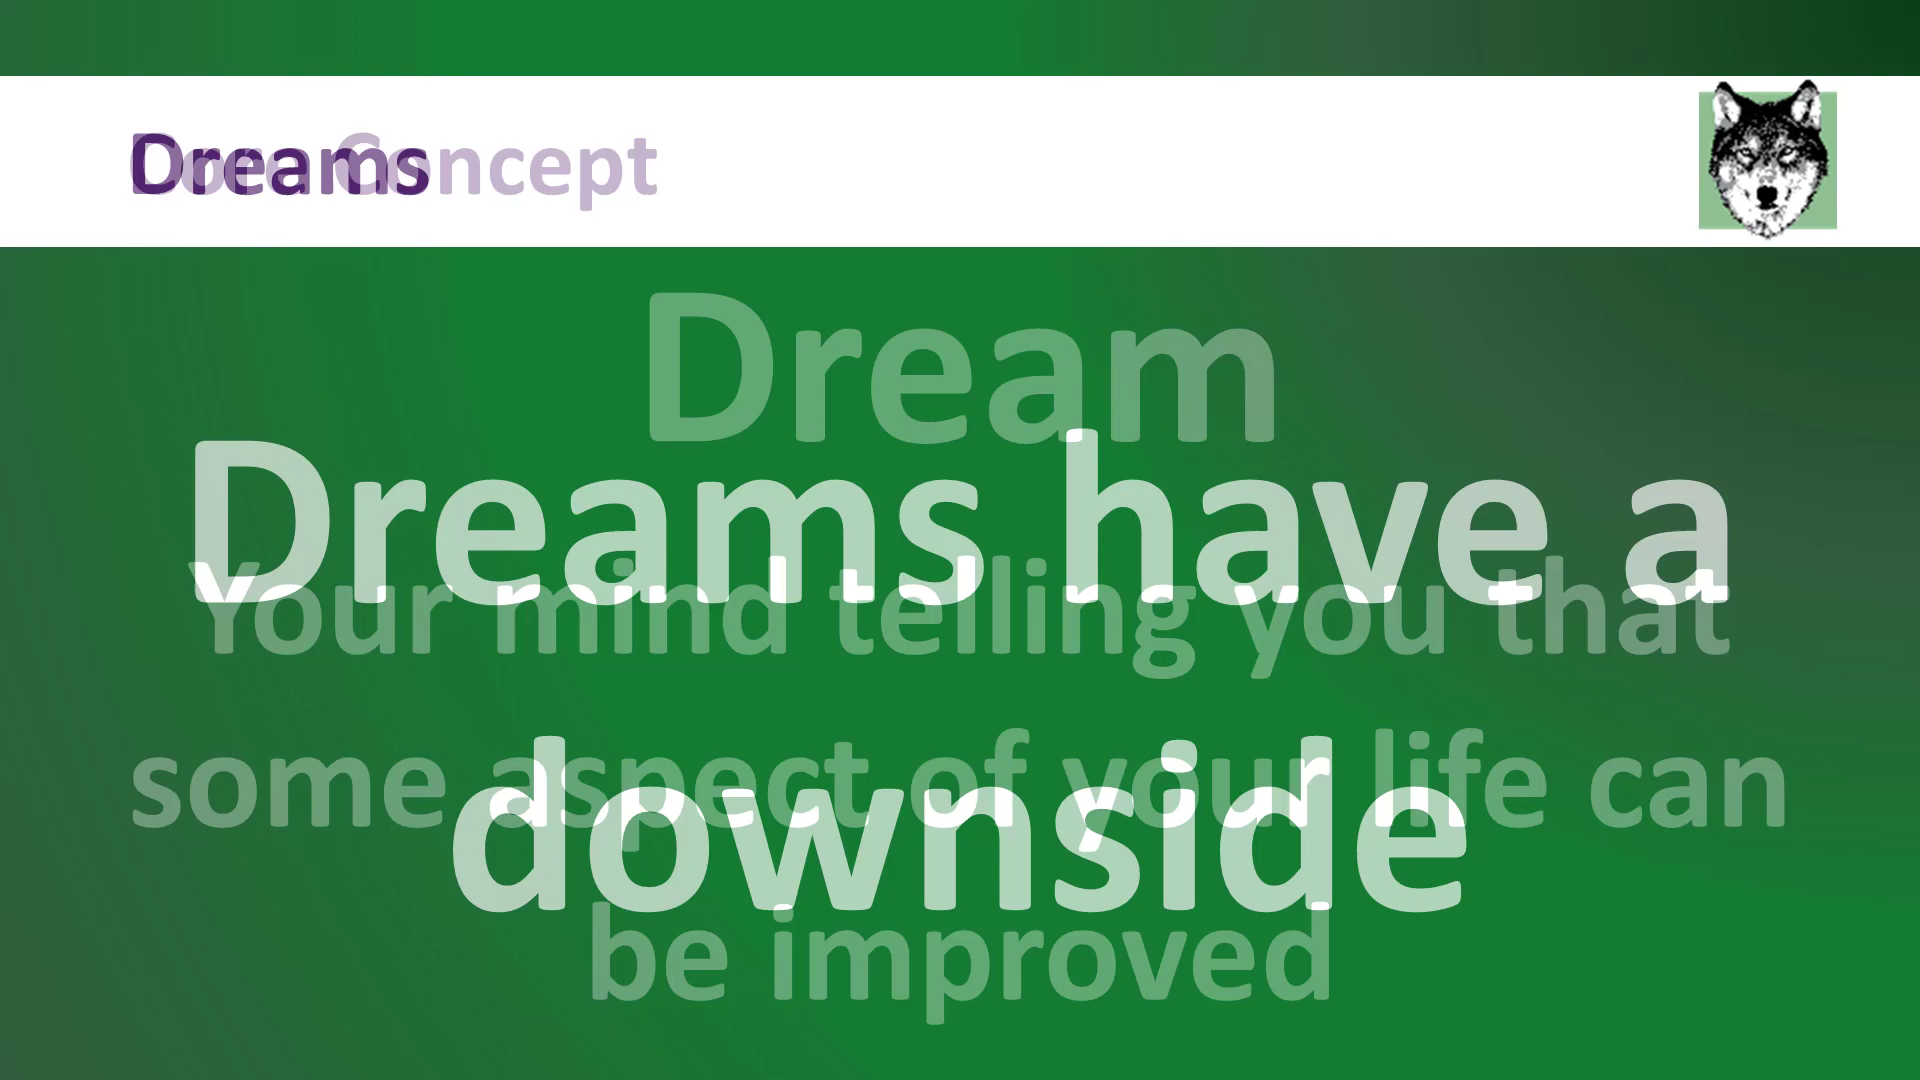 Dreams
Core Concept
Dream
Dreams have a
Your mind telling you that
downside
some aspect of your life can
be improved